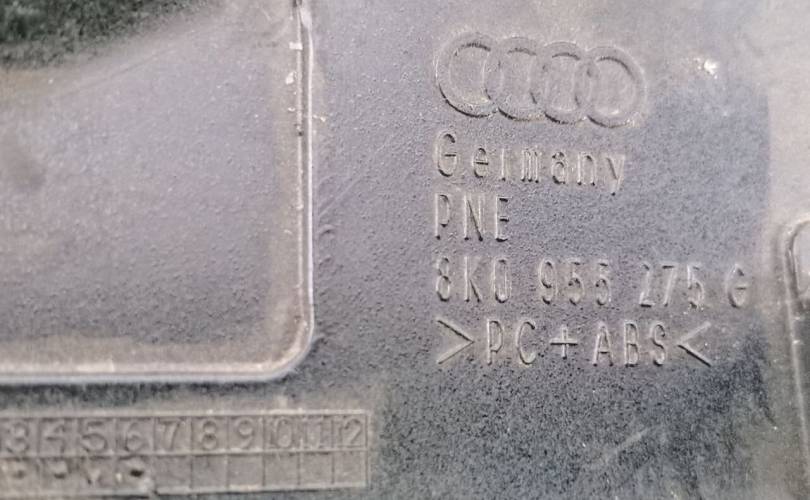 Germany
PNE
8K0 955 275 G
>PC+ABS<
3 4 5 6 7 8 9 10 11 12